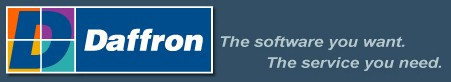 D Daffron
The software you want.
The service you need.